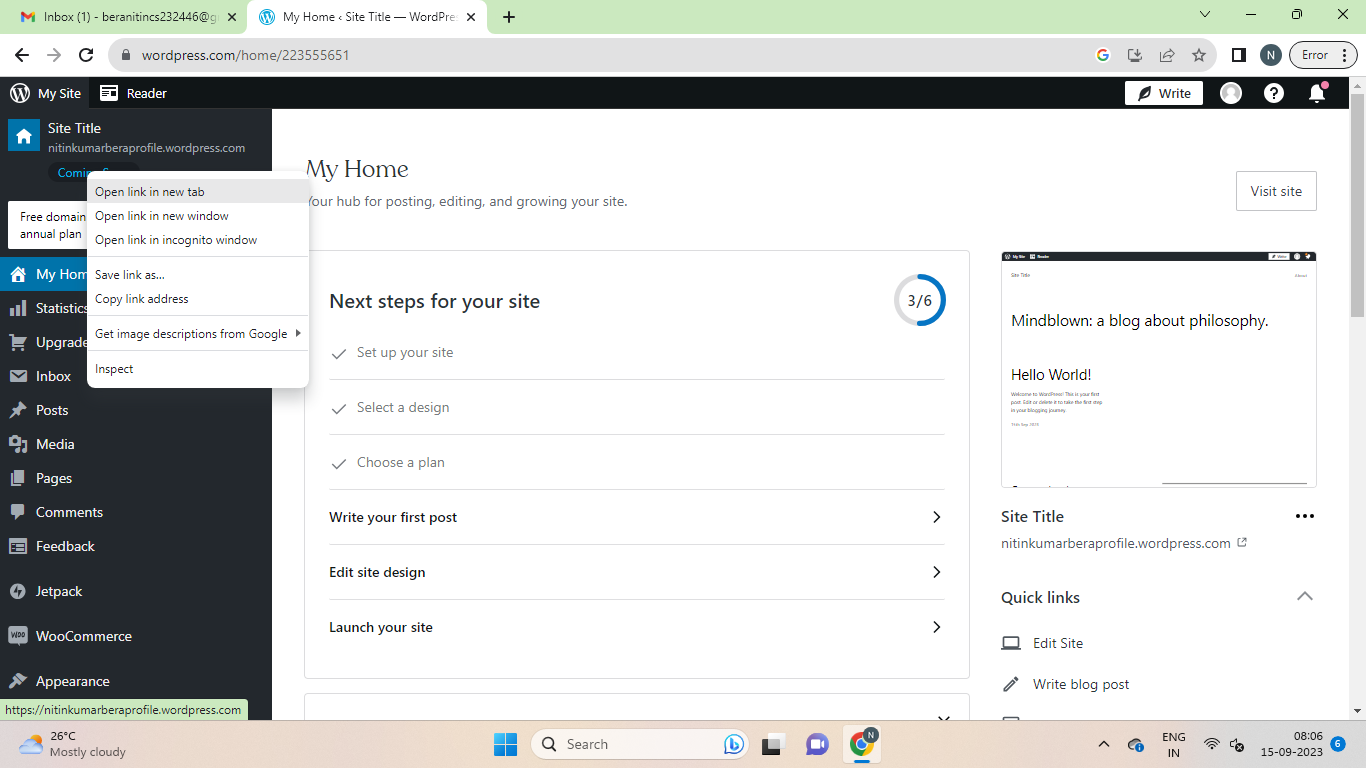 Inbox (1) - beranitincs232446@g
My Home ‹ Site Title — WordPre
wordpress.com/home/223555651
N
Error
My Site
Reader
Write
Site Title
nitinkumarberaprofile.wordpress.com
Free domain
annual plan
Open link in new tab
Open link in new window
Open link in incognito window
Save link as...
Copy link address
Get image descriptions from Google
Inspect
My Hom
Statistics
Upgrade
Inbox
Posts
Media
Pages
Comments
Feedback
Jetpack
WOO WooCommerce
Appearance
https://nitinkumarberaprofile.wordpress.com
My Home
Your hub for posting, editing, and growing your site.
Visit site
Next steps for your site
3/6
Set up your site
Select a design
Choose a plan
Write your first post
Edit site design
Launch your site
My Site Reader Write
Site Title About
Mindblown: a blog about philosophy.
Hello World!
Welcome to WordPress! This is your first
post. Edit or delete it to take the first step
in your blogging journey.
15th Sep 2023
Site Title
nitinkumarberaprofile.wordpress.com
Quick links
Edit Site
Write blog post
26°C
Mostly cloudy
Search
N
ENG
IN
08:06
15-09-2023
6